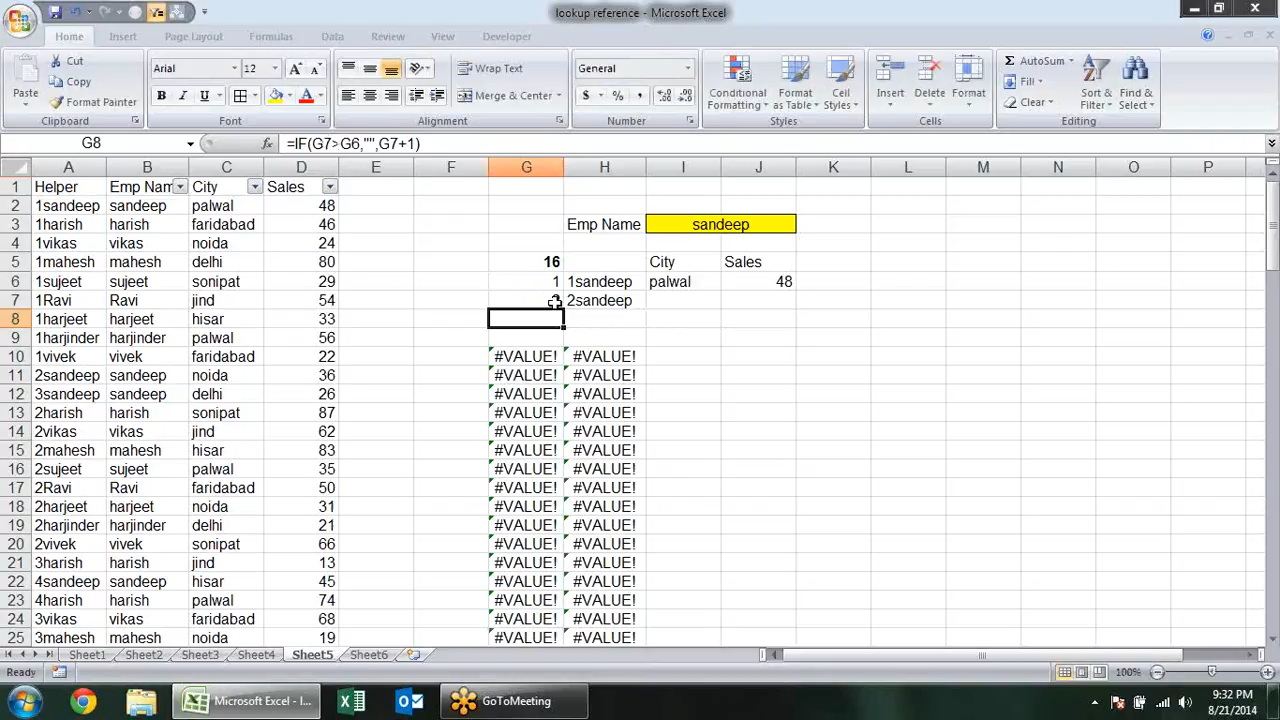 lookup reference - Microsoft Excel
Home Insert Page Layout Formulas Data Review View Developer
Paste Cut Arial 12 Wrap Text General Conditional Formatting Format as Table Cell Styles Insert Delete Format AutoSum Sort & Filter Find & Select
Copy Fill
Format Painter B I U Merge & Center $ % , Clear
Clipboard Font Alignment Number Styles Cells Editing
G8 fx =IF(G7>G6,"",G7+1)
A B C D E F G H I J K L M N O P
1 Helper Emp Nam City Sales
2 1sandeep sandeep palwal 48
3 1harish harish faridabad 46 Emp Name sandeep
4 1vikas vikas noida 24
5 1mahesh mahesh delhi 80 16 City Sales
6 1sujeet sujeet sonipat 29 1 1sandeep palwal 48
7 1Ravi Ravi jind 54 2sandeep
8 1harjeet harjeet hisar 33
9 1harjinder harjinder palwal 56
10 1vivek vivek faridabad 22 #VALUE! #VALUE!
11 2sandeep sandeep noida 36 #VALUE! #VALUE!
12 3sandeep sandeep delhi 26 #VALUE! #VALUE!
13 2harish harish sonipat 87 #VALUE! #VALUE!
14 2vikas vikas jind 62 #VALUE! #VALUE!
15 2mahesh mahesh hisar 83 #VALUE! #VALUE!
16 2sujeet sujeet palwal 35 #VALUE! #VALUE!
17 2Ravi Ravi faridabad 50 #VALUE! #VALUE!
18 2harjeet harjeet noida 31 #VALUE! #VALUE!
19 2harjinder harjinder delhi 21 #VALUE! #VALUE!
20 2vivek vivek sonipat 66 #VALUE! #VALUE!
21 3harish harish jind 13 #VALUE! #VALUE!
22 4sandeep sandeep hisar 45 #VALUE! #VALUE!
23 4harish harish palwal 74 #VALUE! #VALUE!
24 3vikas vikas faridabad 68 #VALUE! #VALUE!
25 3mahesh mahesh noida 19 #VALUE! #VALUE!
Sheet1 Sheet2 Sheet3 Sheet4 Sheet5 Sheet6
Ready 100%
Microsoft Excel - l... GoToMeeting 9:32 PM
8/21/2014